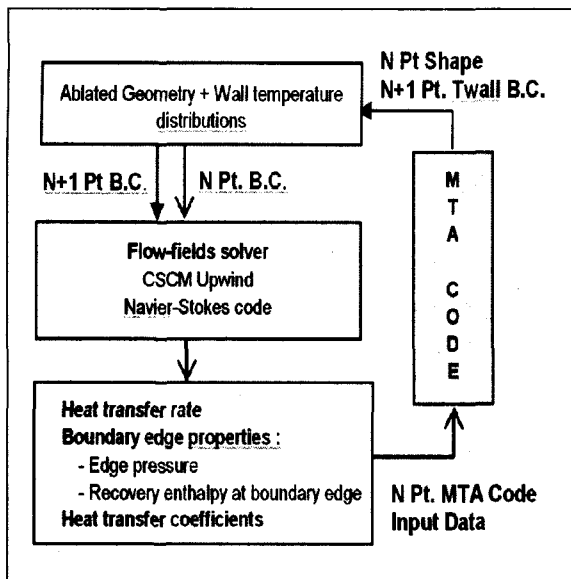 N Pt Shape
N+1 Pt. Twall B.C.
Ablated Geometry + Wall temperature
distributions
N+1 Pt B.C.
N Pt. B.C.
Flow-fields solver
CSCM Upwind
Navier-Stokes code
MTA CODE
Heat transfer rate
Boundary edge properties :
- Edge pressure
- Recovery enthalpy at boundary edge
Heat transfer coefficients
N Pt. MTA Code
Input Data